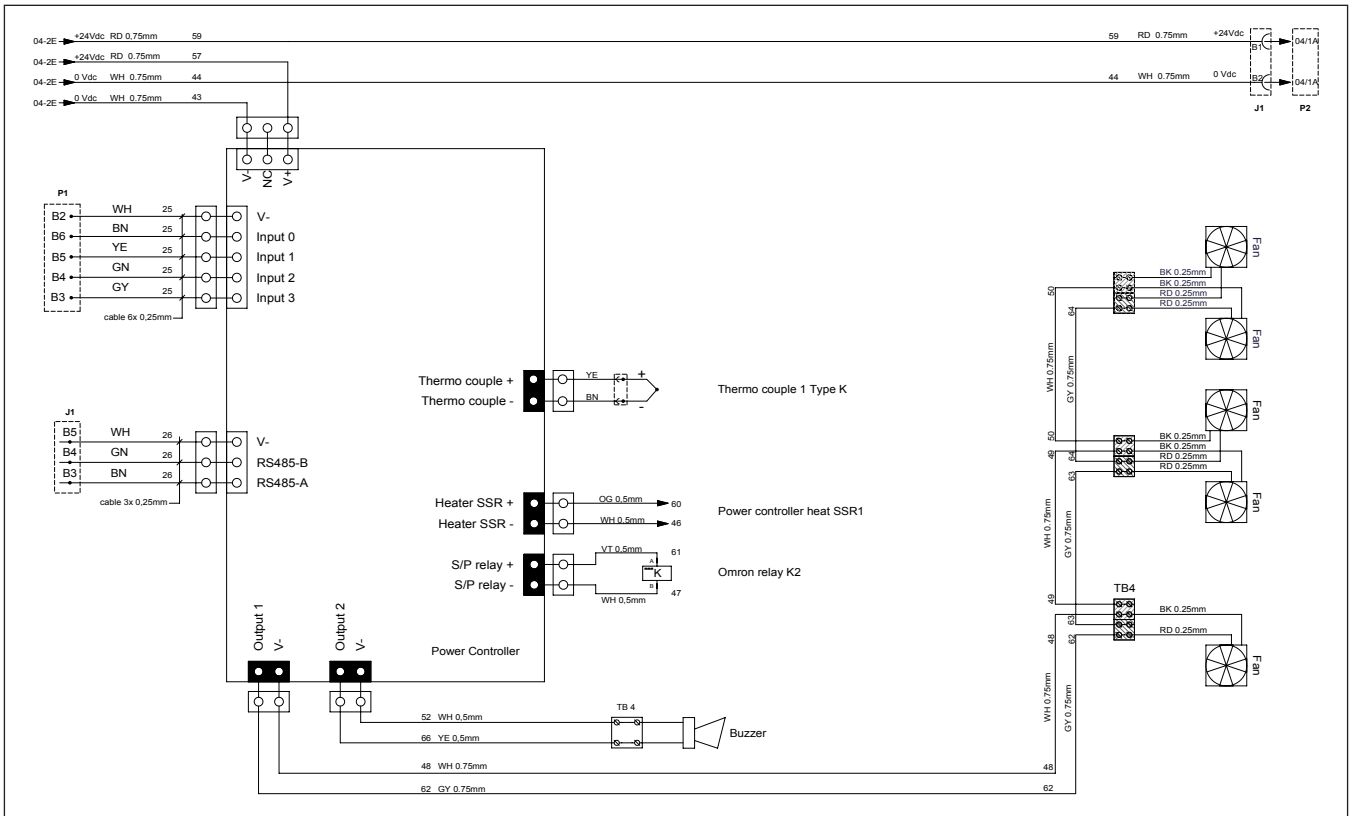 04-2E +24Vdc RD 0,75mm 59
04-2E +24Vdc RD 0.75mm 57
04-2E 0 Vdc WH 0.75mm 44
04-2E 0 Vdc WH 0.75mm 43
59 RD 0.75mm +24Vdc B1 04/1A
44 WH 0.75mm 0 Vdc B2 04/1A
J1 P2
V- NC V+
P1
B2 WH 25 V-
B6 BN 25 Input 0
B5 YE 25 Input 1
B4 GN 25 Input 2
B3 GY 25 Input 3
cable 6x 0,25mm
J1
B5 WH 26 V-
B4 GN 26 RS485-B
B3 BN 26 RS485-A
cable 3x 0,25mm
Thermo couple + YE +
Thermo couple - BN -
Thermo couple 1 Type K
Heater SSR + OG 0,5mm 60
Heater SSR - WH 0,5mm 46
Power controller heat SSR1
S/P relay + VT 0.5mm 61
A
K
B
S/P relay - WH 0,5mm 47
Omron relay K2
Output 1
V-
Output 2
V-
Power Controller
52 WH 0,5mm
66 YE 0,5mm
TB 4
Buzzer
48 WH 0.75mm 48
62 GY 0.75mm 62
Fan
BK 0.25mm
BK 0.25mm
RD 0.25mm
RD 0.25mm
Fan
50
64
WH 0.75mm
GY 0.75mm
Fan
50
49
64
63
BK 0.25mm
BK 0.25mm
RD 0.25mm
RD 0.25mm
Fan
WH 0.75mm
GY 0.75mm
TB4
49
63
48
62
BK 0.25mm
RD 0.25mm
Fan
WH 0.75mm
GY 0.75mm